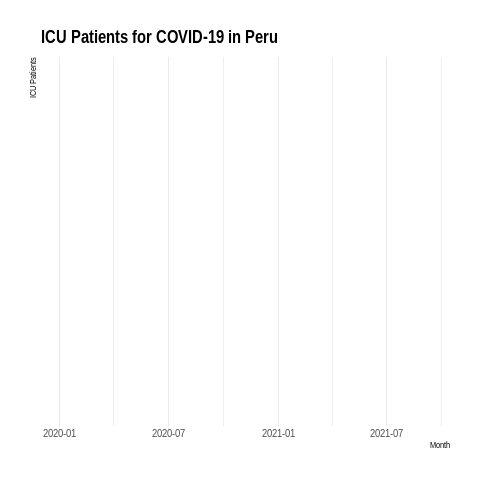 ICU Patients for COVID-19 in Peru
ICU Patients
2020-01 2020-07 2021-01 2021-07
Month